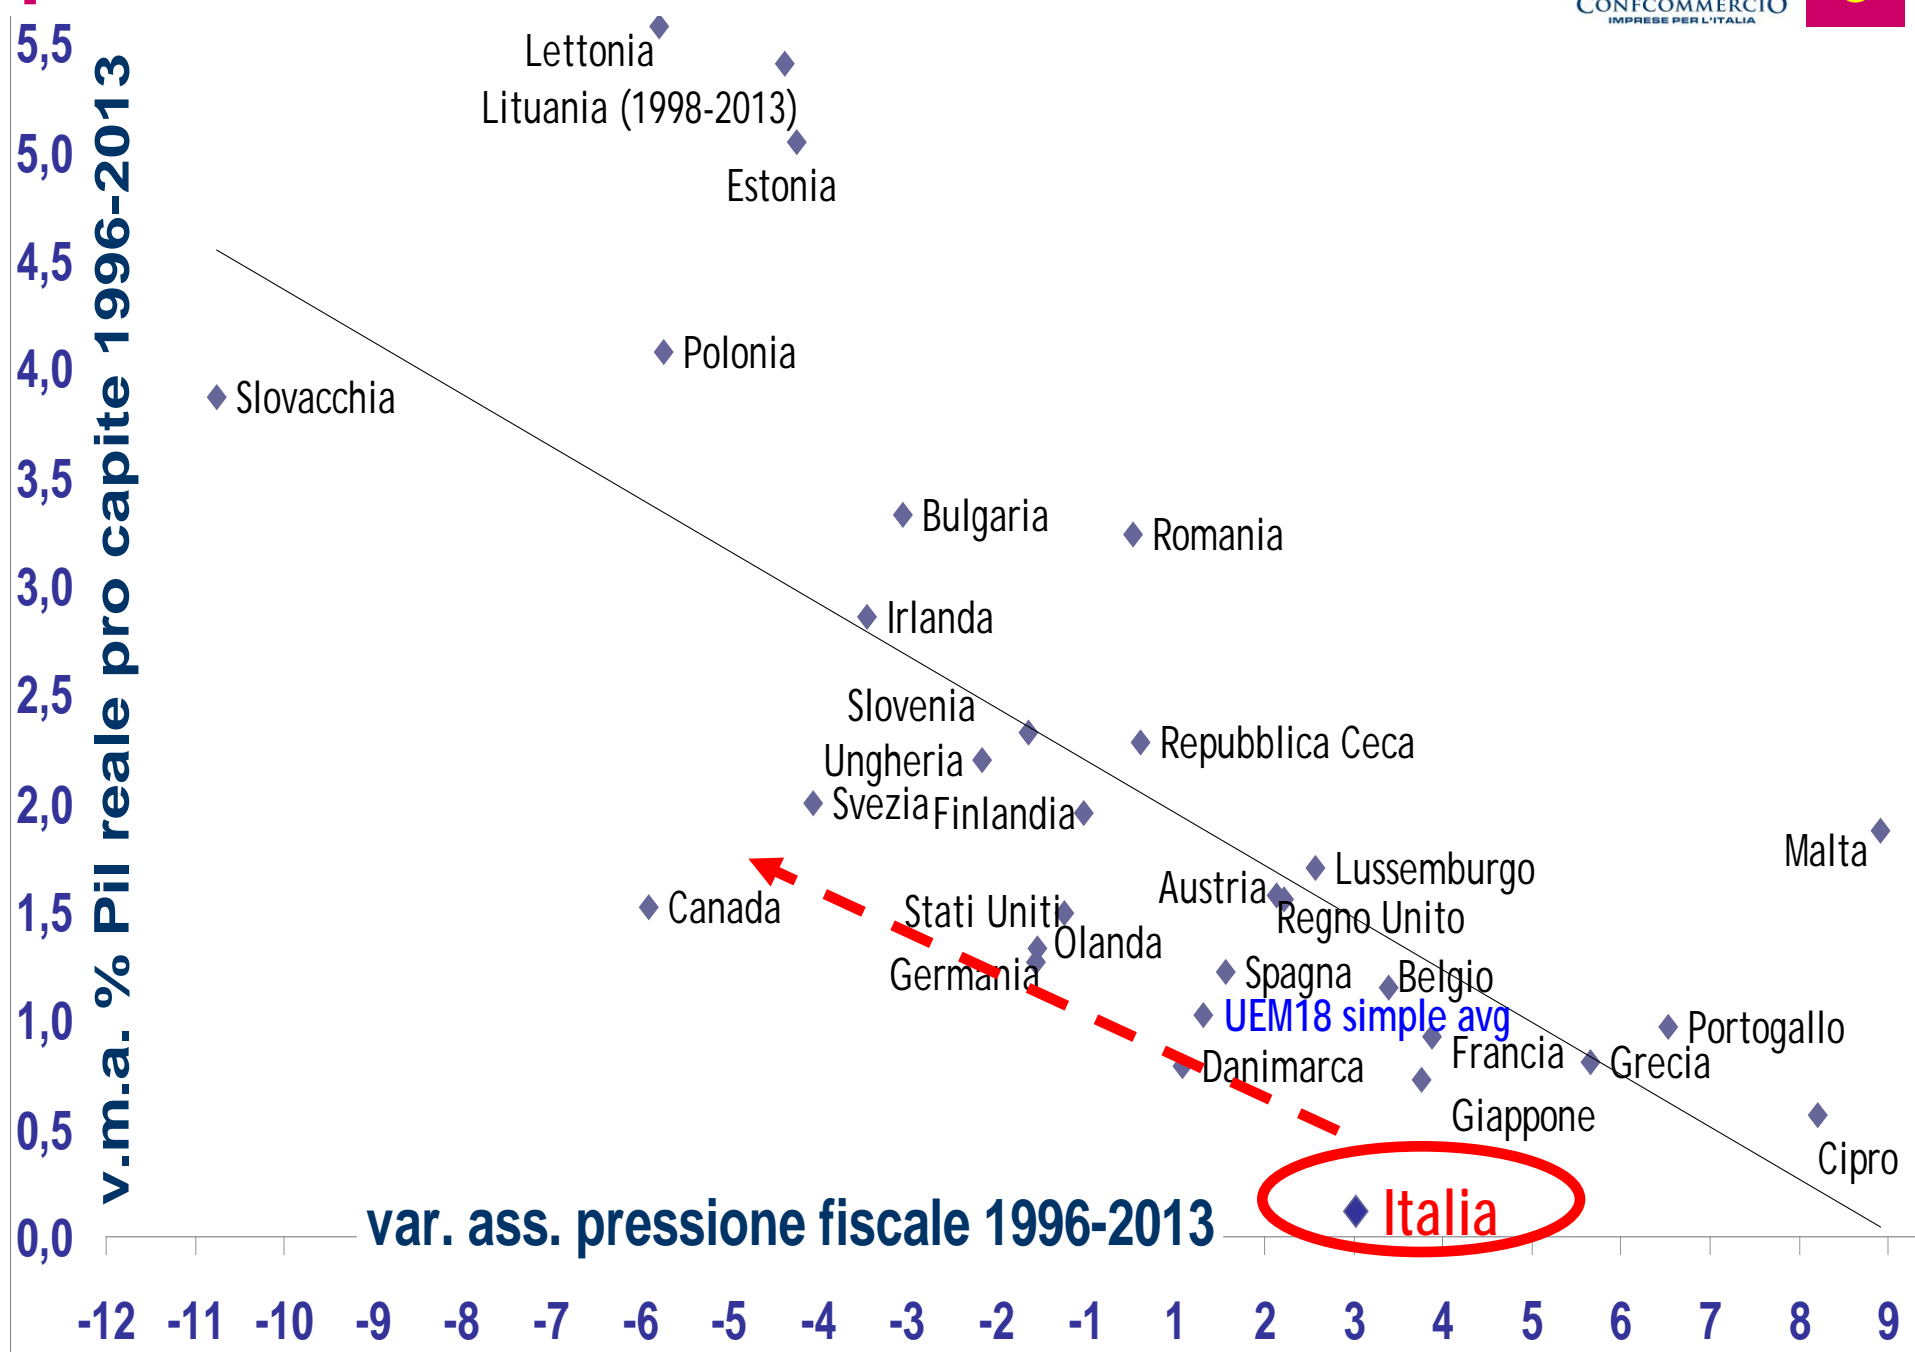 CONFCOMMERCIO
IMPRESE PER L'ITALIA
v.m.a. % Pil reale pro capite 1996-2013
5,5
5,0
4,5
4,0
3,5
3,0
2,5
2,0
1,5
1,0
0,5
0,0
Lettonia
Lituania (1998-2013)
Estonia
Polonia
Slovacchia
Bulgaria
Romania
Irlanda
Slovenia
Repubblica Ceca
Ungheria
Svezia
Finlandia
Malta
Lussemburgo
Austria
Canada
Stati Uniti
Regno Unito
Olanda
Germania
Spagna
Belgio
UEM18 simple avg
Portogallo
Francia
Grecia
Danimarca
Giappone
Cipro
Italia
var. ass. pressione fiscale 1996-2013
-12 -11 -10 -9 -8 -7 -6 -5 -4 -3 -2 -1 1 2 3 4 5 6 7 8 9